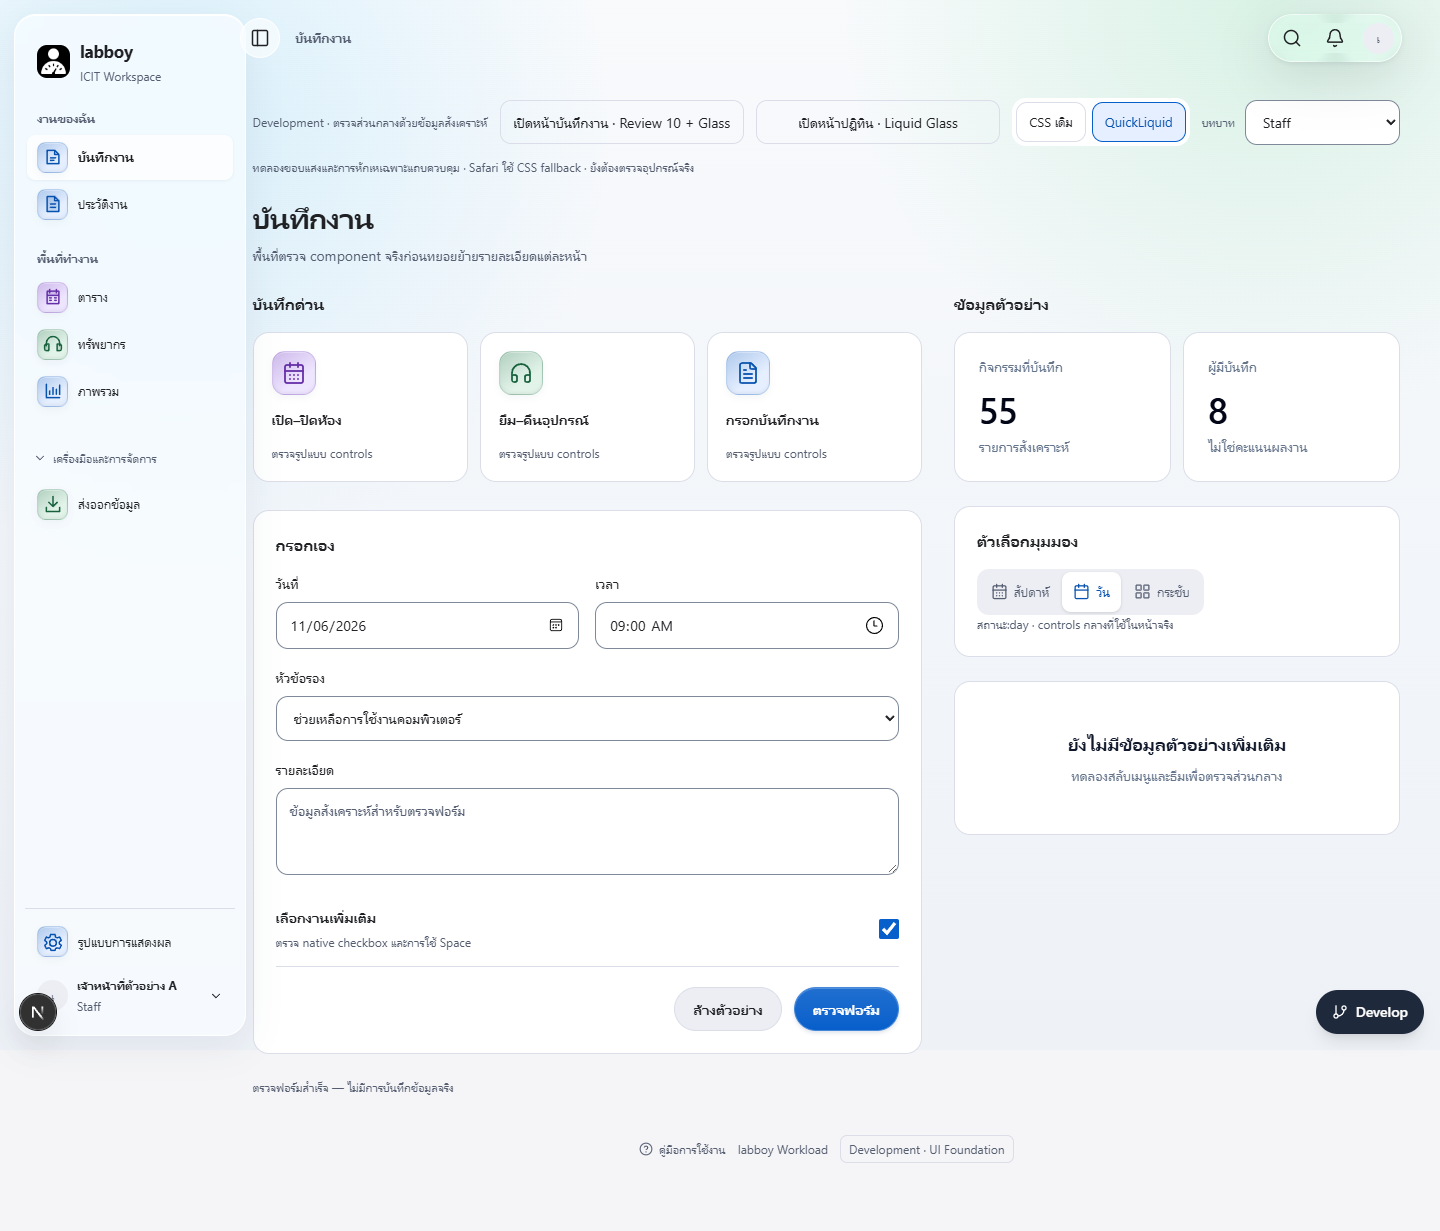 labboy
ICIT Workspace
งานของฉัน
บันทึกงาน
ประวัติงาน
พื้นที่ทำงาน
ตาราง
ทรัพยากร
ภาพรวม
เครื่องมือและการจัดการ
ส่งออกข้อมูล
รูปแบบการแสดงผล
เจ้าหน้าที่ตัวอย่าง A
Staff
N
บันทึกงาน
Development · ตรวจส่วนกลางด้วยข้อมูลสังเคราะห์
เปิดหน้าบันทึกงาน · Review 10 + Glass
เปิดหน้าปฏิทิน · Liquid Glass
CSS เดิม
QuickLiquid
บทบาท
Staff
ทดลองขอบแสงและการหักเหเฉพาะแถบควบคุม · Safari ใช้ CSS fallback · ยังต้องตรวจอุปกรณ์จริง
บันทึกงาน
พื้นที่ตรวจ component จริงก่อนทยอยย้ายรายละเอียดแต่ละหน้า
บันทึกด่วน
เปิด–ปิดห้อง
ตรวจรูปแบบ controls
ยืม–คืนอุปกรณ์
ตรวจรูปแบบ controls
กรอกบันทึกงาน
ตรวจรูปแบบ controls
กรอกเอง
วันที่
11/06/2026
เวลา
09:00 AM
หัวข้อรอง
ช่วยเหลือการใช้งานคอมพิวเตอร์
รายละเอียด
ข้อมูลสังเคราะห์สำหรับตรวจฟอร์ม
เลือกงานเพิ่มเติม
ตรวจ native checkbox และการใช้ Space
ล้างตัวอย่าง
ตรวจฟอร์ม
ตรวจฟอร์มสำเร็จ — ไม่มีการบันทึกข้อมูลจริง
ข้อมูลตัวอย่าง
กิจกรรมที่บันทึก
55
รายการสังเคราะห์
ผู้มีบันทึก
8
ไม่ใช่คะแนนผลงาน
ตัวเลือกมุมมอง
สัปดาห์
วัน
กระชับ
สถานะ:day · controls กลางที่ใช้ในหน้าจริง
ยังไม่มีข้อมูลตัวอย่างเพิ่มเติม
ทดลองสลับเมนูและธีมเพื่อตรวจส่วนกลาง
Develop
คู่มือการใช้งาน
labboy Workload
Development · UI Foundation